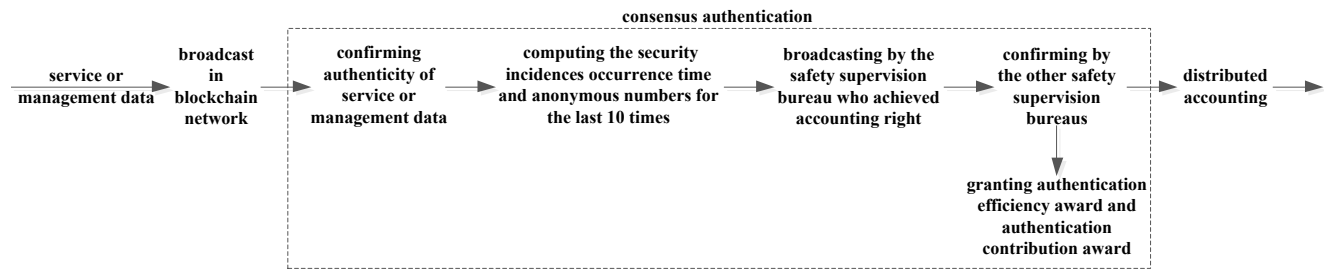 consensus authentication
service or
management data
broadcast
in
blockchain
network
confirming
authenticity of
service or
management data
computing the security
incidences occurrence time
and anonymous numbers for
the last 10 times
broadcasting by the
safety supervision
bureau who achieved
accounting right
confirming by
the other safety
supervision
bureaus
granting authentication
efficiency award and
authentication
contribution award
distributed
accounting